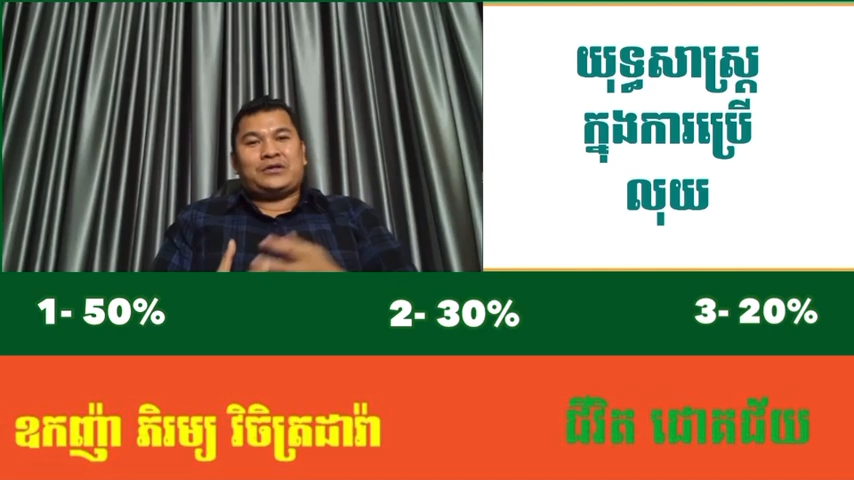 យុទ្ធសាស្ត្រ
ក្នុងការប្រើ
លុយ
1- 50%
2- 30%
3- 20%
ឧកញ៉ា ភិរម្យ វិចិត្រដារ៉ា
ជីវិត ជោគជ័យ